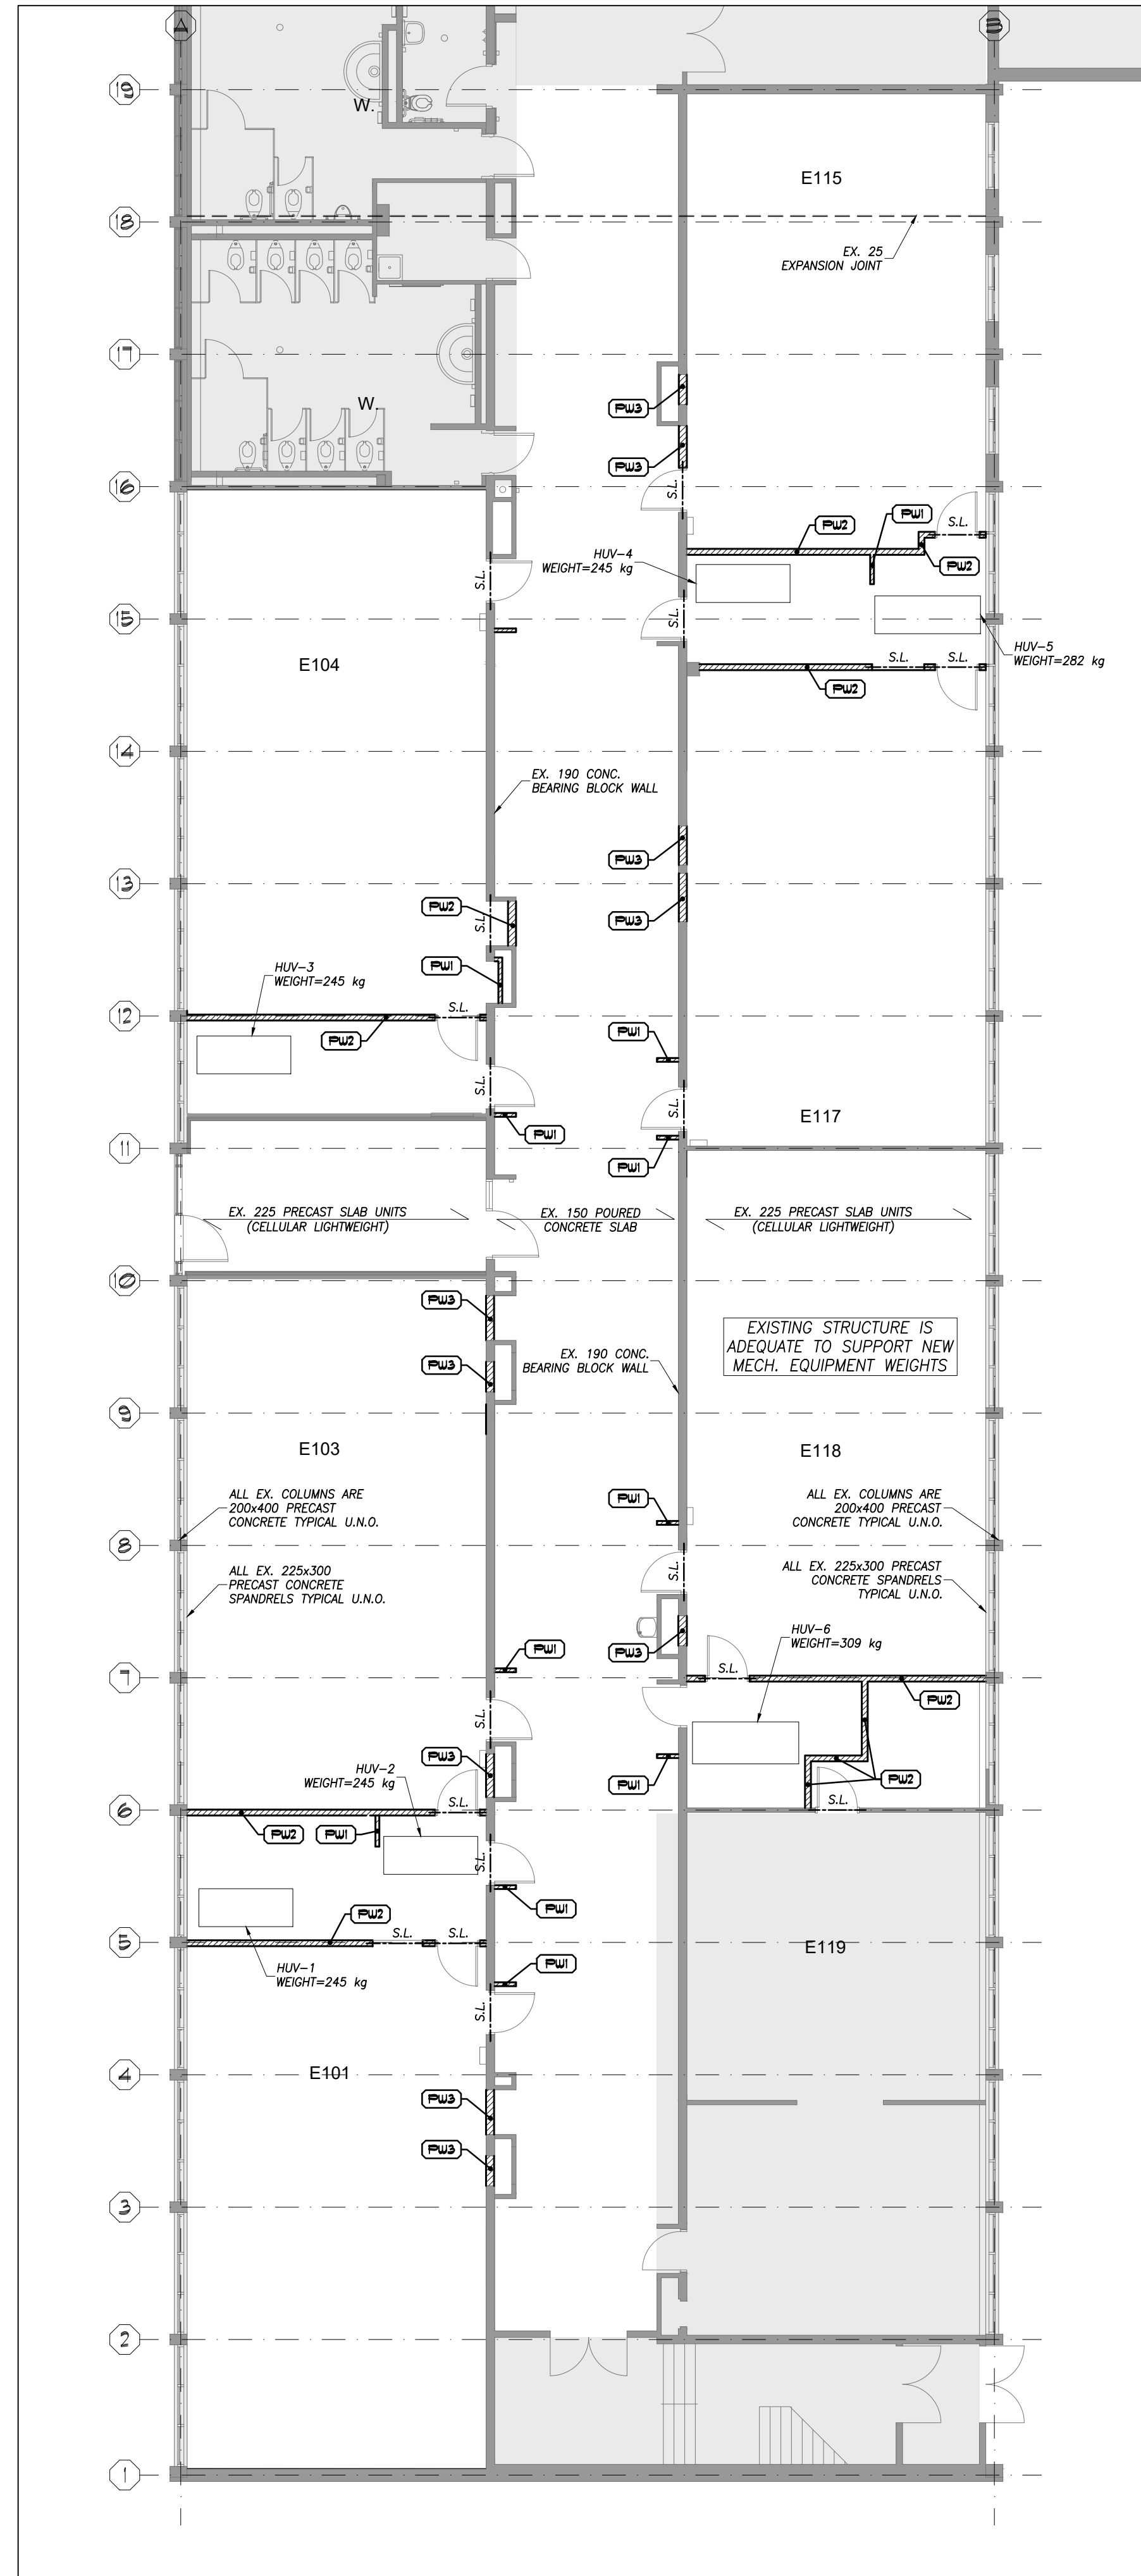 A
B
19
W.
E115
18
EX. 25
EXPANSION JOINT
17
W.
PW3
PW3
16
S.L.
S.L.
PW1
PW2
HUV-4
WEIGHT=245 kg
PW2
S.L.
15
S.L.
HUV-5
WEIGHT=282 kg
E104
S.L.
S.L.
PW2
14
EX. 190 CONC.
BEARING BLOCK WALL
PW3
13
PW3
PW2
S.L.
PW1
HUV-3
WEIGHT=245 kg
S.L.
12
PW2
PW1
S.L.
S.L.
E117
PW1
PW1
11
EX. 225 PRECAST SLAB UNITS
(CELLULAR LIGHTWEIGHT)
EX. 150 POURED
CONCRETE SLAB
EX. 225 PRECAST SLAB UNITS
(CELLULAR LIGHTWEIGHT)
10
PW3
EXISTING STRUCTURE IS
ADEQUATE TO SUPPORT NEW
MECH. EQUIPMENT WEIGHTS
EX. 190 CONC.
BEARING BLOCK WALL
PW3
9
E103
E118
ALL EX. COLUMNS ARE
200x400 PRECAST
CONCRETE TYPICAL U.N.O.
PW1
ALL EX. COLUMNS ARE
200x400 PRECAST
CONCRETE TYPICAL U.N.O.
8
ALL EX. 225x300
PRECAST CONCRETE
SPANDRELS TYPICAL U.N.O.
S.L.
ALL EX. 225x300 PRECAST
CONCRETE SPANDRELS
TYPICAL U.N.O.
HUV-6
WEIGHT=309 kg
PW1
PW3
S.L.
7
PW2
S.L.
PW3
PW1
HUV-2
WEIGHT=245 kg
PW2
S.L.
S.L.
6
PW2
PW1
S.L.
PW1
PW2
S.L.
S.L.
5
E119
PW1
HUV-1
WEIGHT=245 kg
S.L.
E101
4
PW3
PW3
3
2
1